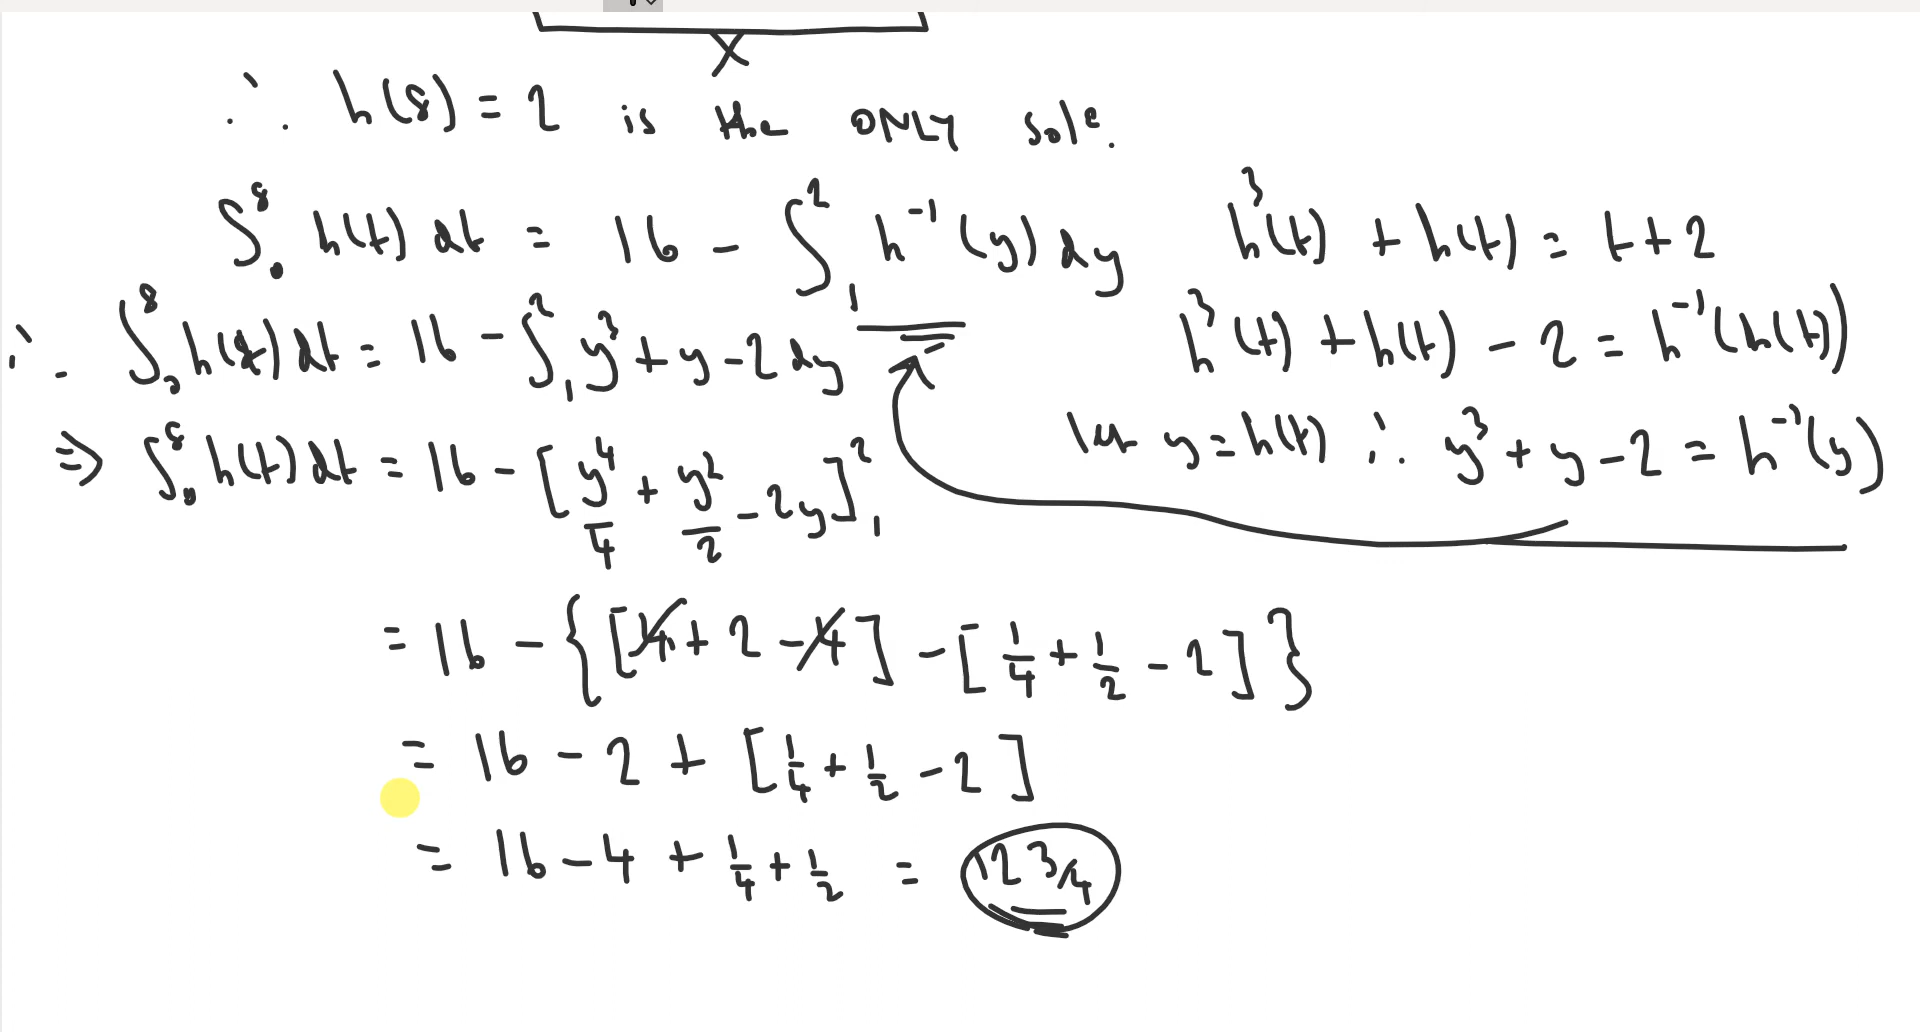 ∴ h(8) = 2 is the ONLY solⁿ.
∫₀⁸ h(t) dt = 16 - ∫₁² h⁻¹(y) dy
h³(t) + h(t) = t + 2
∴ ∫₀⁸ h(t) dt = 16 - ∫₁² y³ + y - 2 dy
h³(t) + h(t) - 2 = h⁻¹(h(t))
⇒ ∫₀⁸ h(t) dt = 16 - [y⁴/4 + y²/2 - 2y]₁²
let y = h(t) ∴ y³ + y - 2 = h⁻¹(y)
= 16 - {[4 + 2 - 4] - [1/4 + 1/2 - 2]}
= 16 - 2 + [1/4 + 1/2 - 2]
= 16 - 4 + 1/4 + 1/2 = 12 3/4